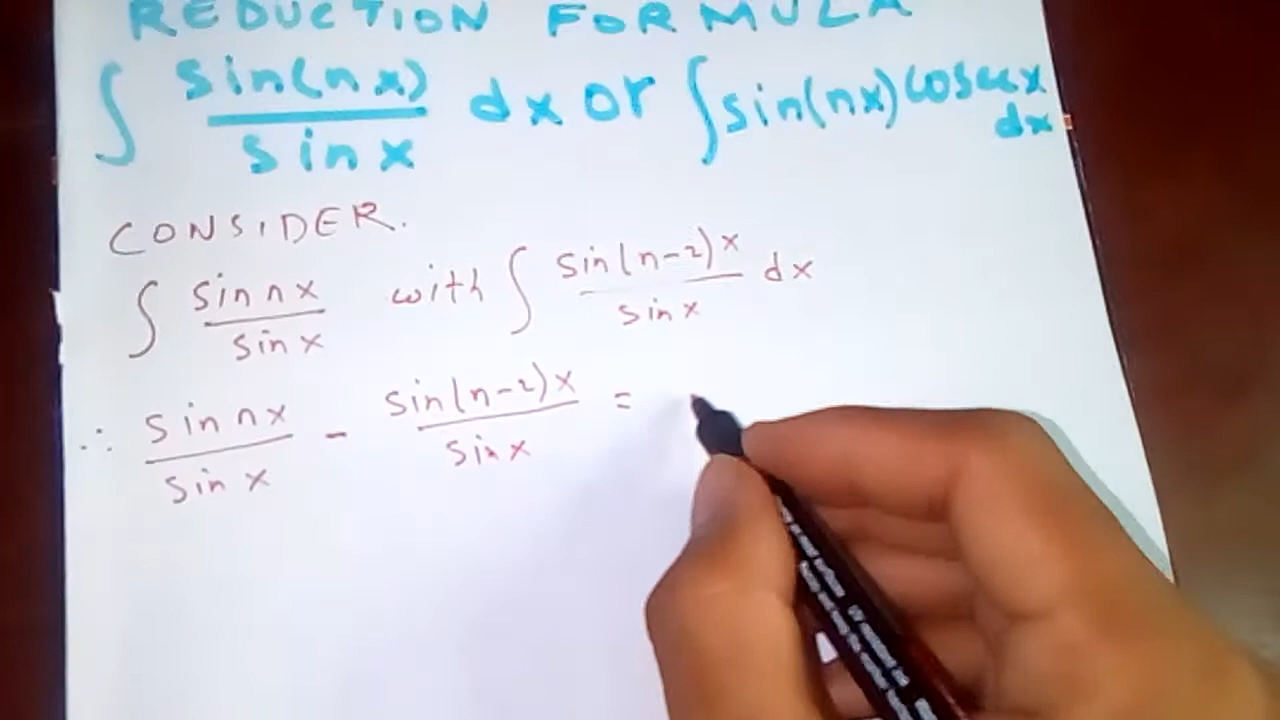 REDUCTION FORMULA
∫ sin(nx)/sin x dx or ∫ sin(nx) cosec x dx
CONSIDER.
∫ sin nx/sin x with ∫ sin(n-2)x/sin x dx
∴ sin nx/sin x - sin(n-2)x/sin x =